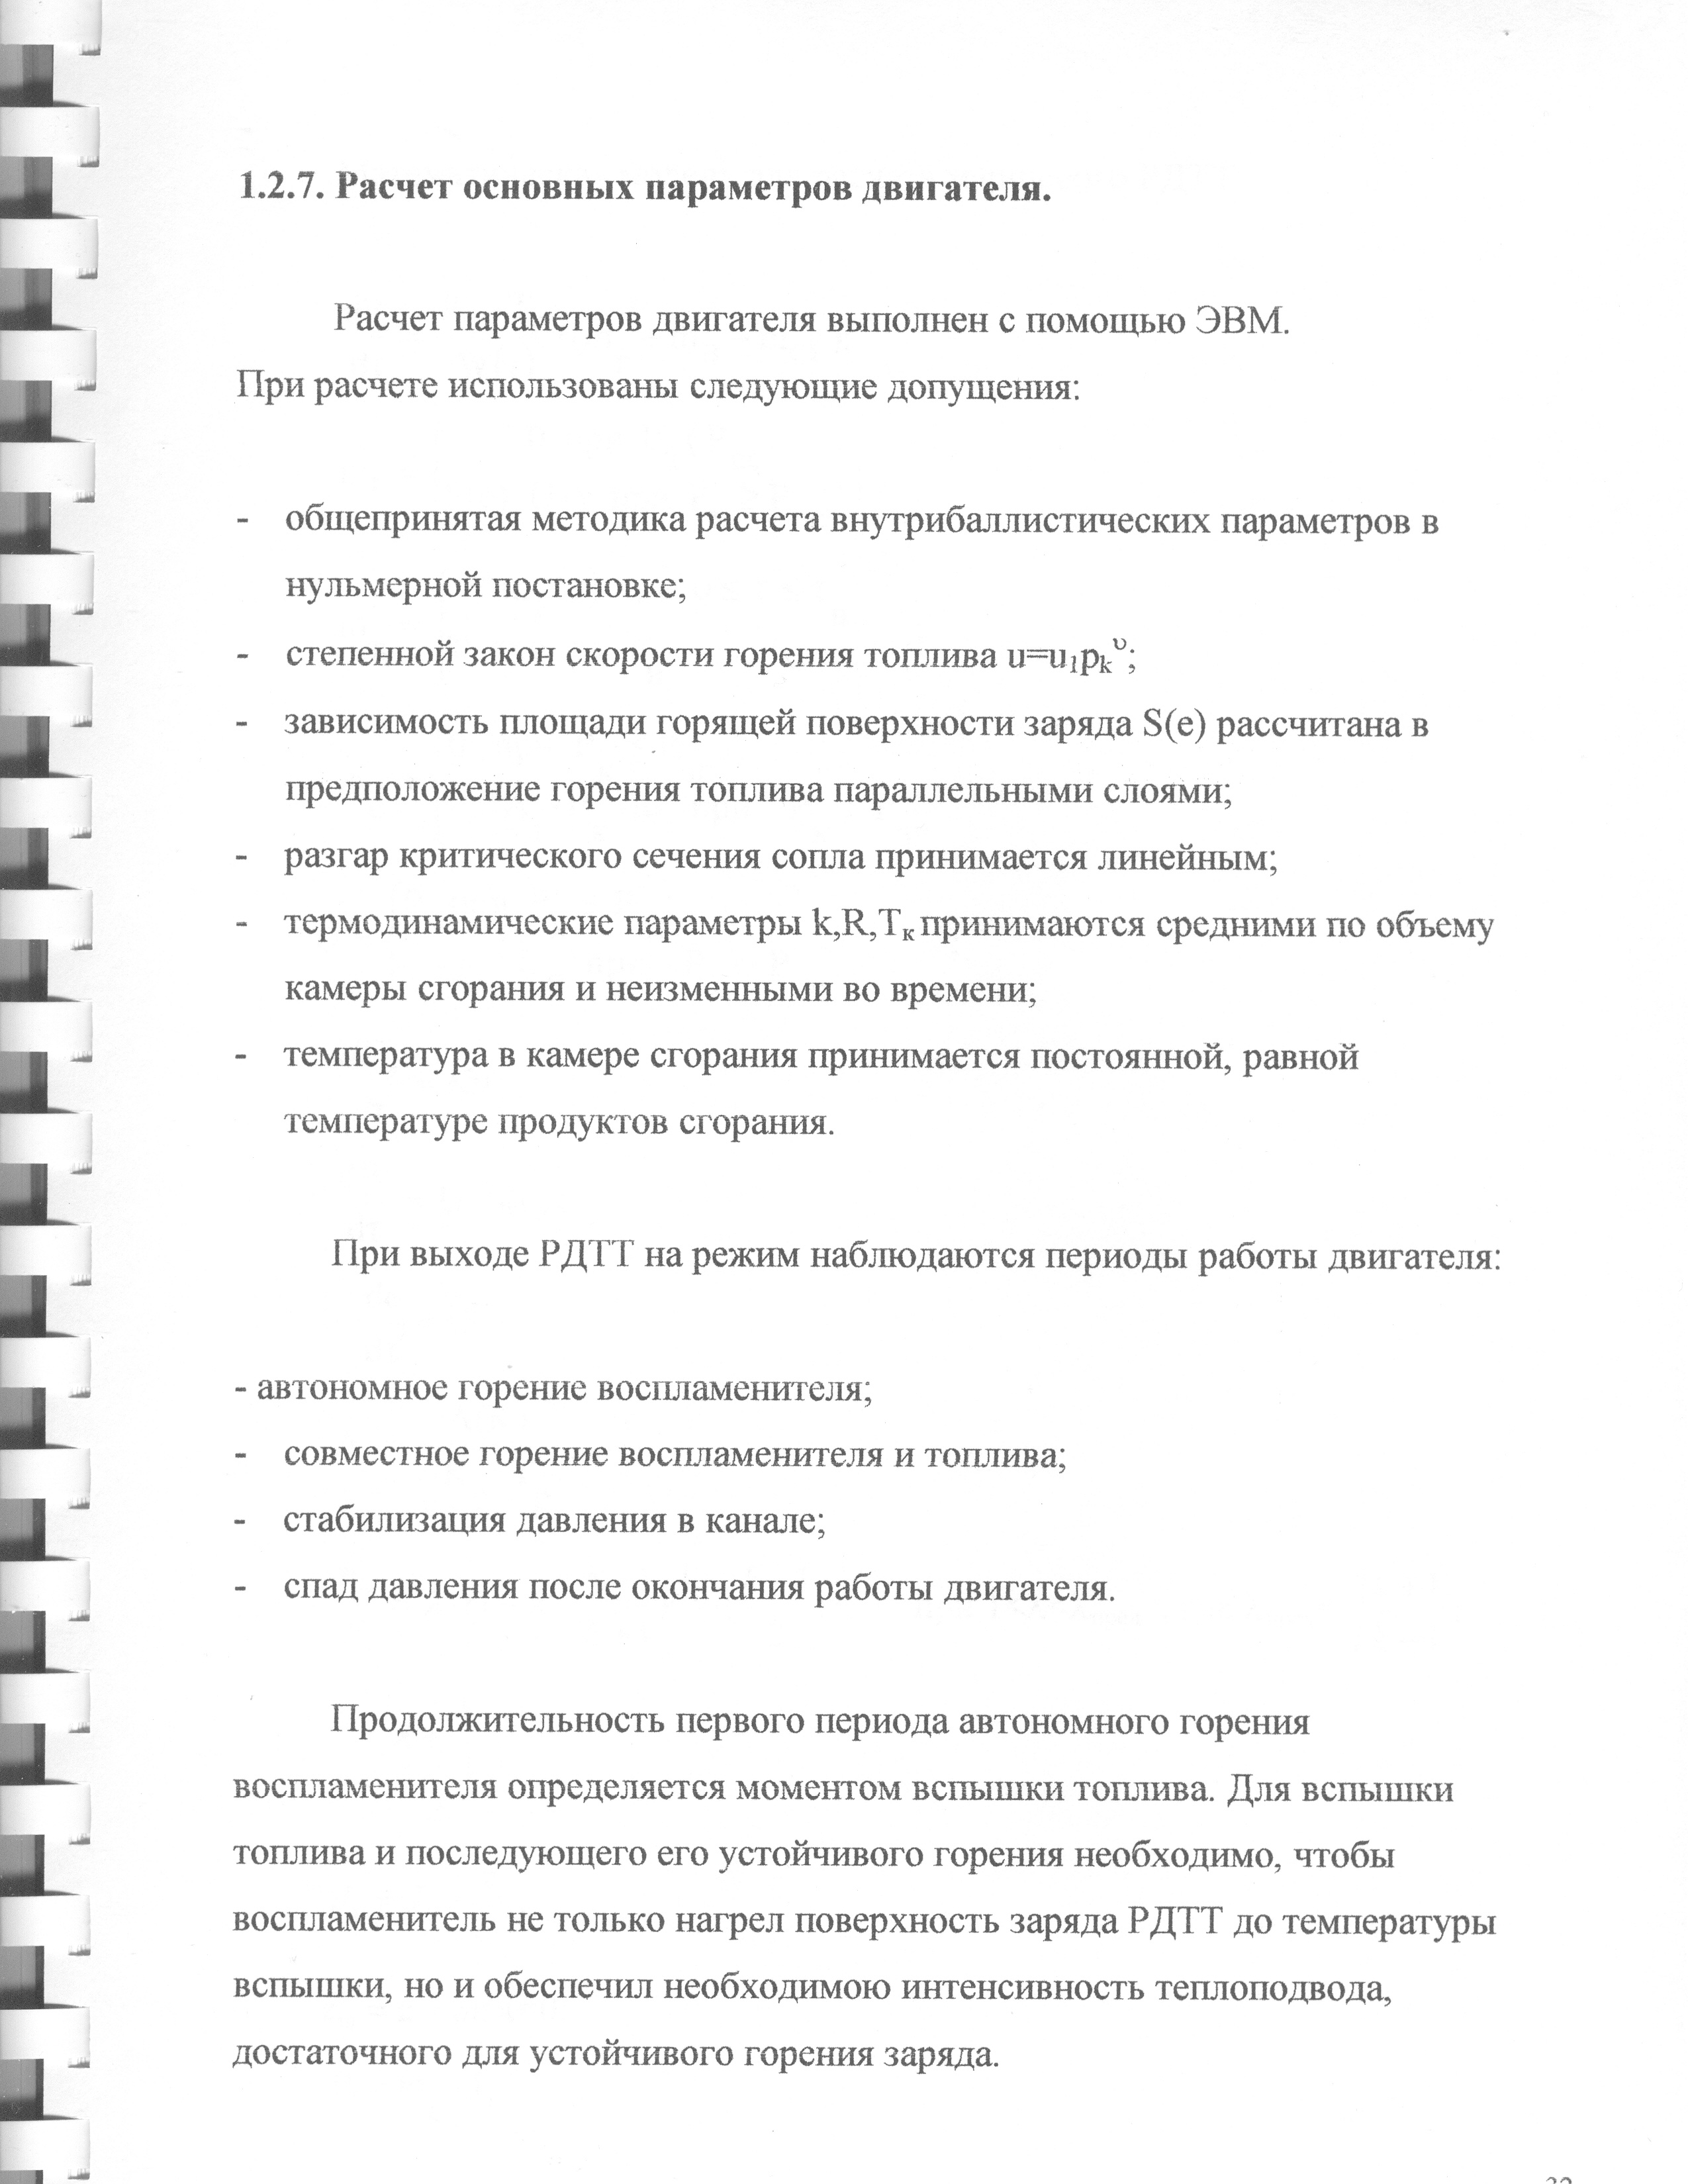 1.2.7. Расчет основных параметров двигателя.
Расчет параметров двигателя выполнен с помощью ЭВМ.
При расчете использованы следующие допущения:
- общепринятая методика расчета внутрибаллистических параметров в
нульмерной постановке;
- степенной закон скорости горения топлива u=u₁pₖᵛ;
- зависимость площади горящей поверхности заряда S(e) рассчитана в
предположение горения топлива параллельными слоями;
- разгар критического сечения сопла принимается линейным;
- термодинамические параметры k,R,Tк принимаются средними по объему
камеры сгорания и неизменными во времени;
- температура в камере сгорания принимается постоянной, равной
температуре продуктов сгорания.
При выходе РДТТ на режим наблюдаются периоды работы двигателя:
- автономное горение воспламенителя;
- совместное горение воспламенителя и топлива;
- стабилизация давления в канале;
- спад давления после окончания работы двигателя.
Продолжительность первого периода автономного горения
воспламенителя определяется моментом вспышки топлива. Для вспышки
топлива и последующего его устойчивого горения необходимо, чтобы
воспламенитель не только нагрел поверхность заряда РДТТ до температуры
вспышки, но и обеспечил необходимою интенсивность теплоподвода,
достаточного для устойчивого горения заряда.